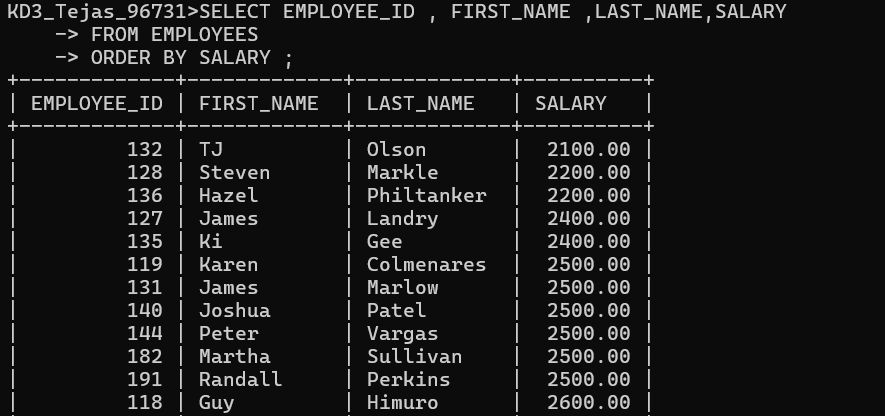 KD3_Tejas_96731>SELECT EMPLOYEE_ID , FIRST_NAME ,LAST_NAME,SALARY
    -> FROM EMPLOYEES
    -> ORDER BY SALARY ;
+-------------+-------------+-------------+----------+
| EMPLOYEE_ID | FIRST_NAME  | LAST_NAME   | SALARY   |
+-------------+-------------+-------------+----------+
|         132 | TJ          | Olson       |  2100.00 |
|         128 | Steven      | Markle      |  2200.00 |
|         136 | Hazel       | Philtanker  |  2200.00 |
|         127 | James       | Landry      |  2400.00 |
|         135 | Ki          | Gee         |  2400.00 |
|         119 | Karen       | Colmenares  |  2500.00 |
|         131 | James       | Marlow      |  2500.00 |
|         140 | Joshua      | Patel       |  2500.00 |
|         144 | Peter       | Vargas      |  2500.00 |
|         182 | Martha      | Sullivan    |  2500.00 |
|         191 | Randall     | Perkins     |  2500.00 |
|         118 | Guy         | Himuro      |  2600.00 |